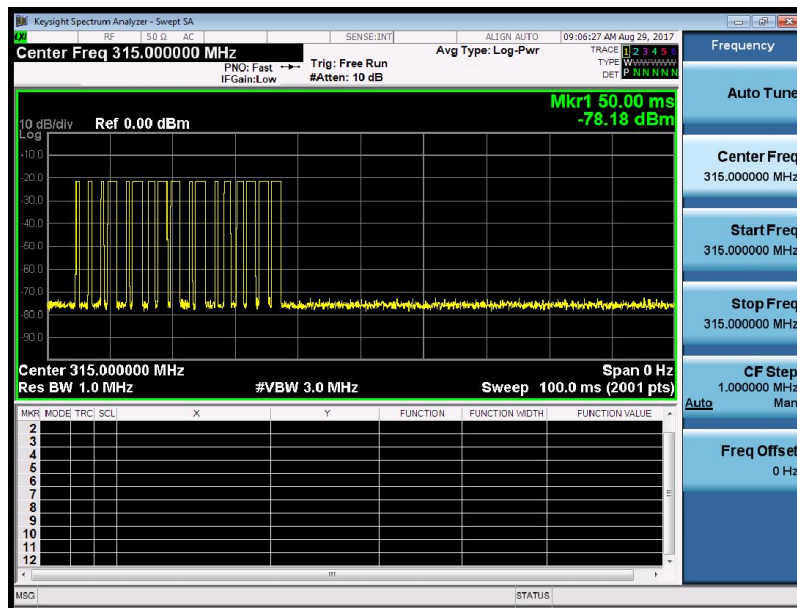 Keysight Spectrum Analyzer - Swept SA
RF 50 Ω AC SENSE:INT ALIGN AUTO 09:06:27 AM Aug 29, 2017
Center Freq 315.000000 MHz
PNO: Fast
IFGain:Low
Trig: Free Run
#Atten: 10 dB
Avg Type: Log-Pwr
TRACE 1 2 3 4 5 6
TYPE WWWWWW
DET P NNNNN
Mkr1 50.00 ms
-78.18 dBm
10 dB/div
Log
Ref 0.00 dBm
-10.0
-20.0
-30.0
-40.0
-50.0
-60.0
-70.0
-80.0
-90.0
Center 315.000000 MHz
Span 0 Hz
Res BW 1.0 MHz
#VBW 3.0 MHz
Sweep 100.0 ms (2001 pts)
MKR MODE TRC SCL X Y FUNCTION FUNCTION WIDTH FUNCTION VALUE
2
3
4
5
6
7
8
9
10
11
12
MSG
STATUS
Frequency
Auto Tune
Center Freq
315.000000 MHz
Start Freq
315.000000 MHz
Stop Freq
315.000000 MHz
CF Step
1.000000 MHz
Auto Man
Freq Offset
0 Hz